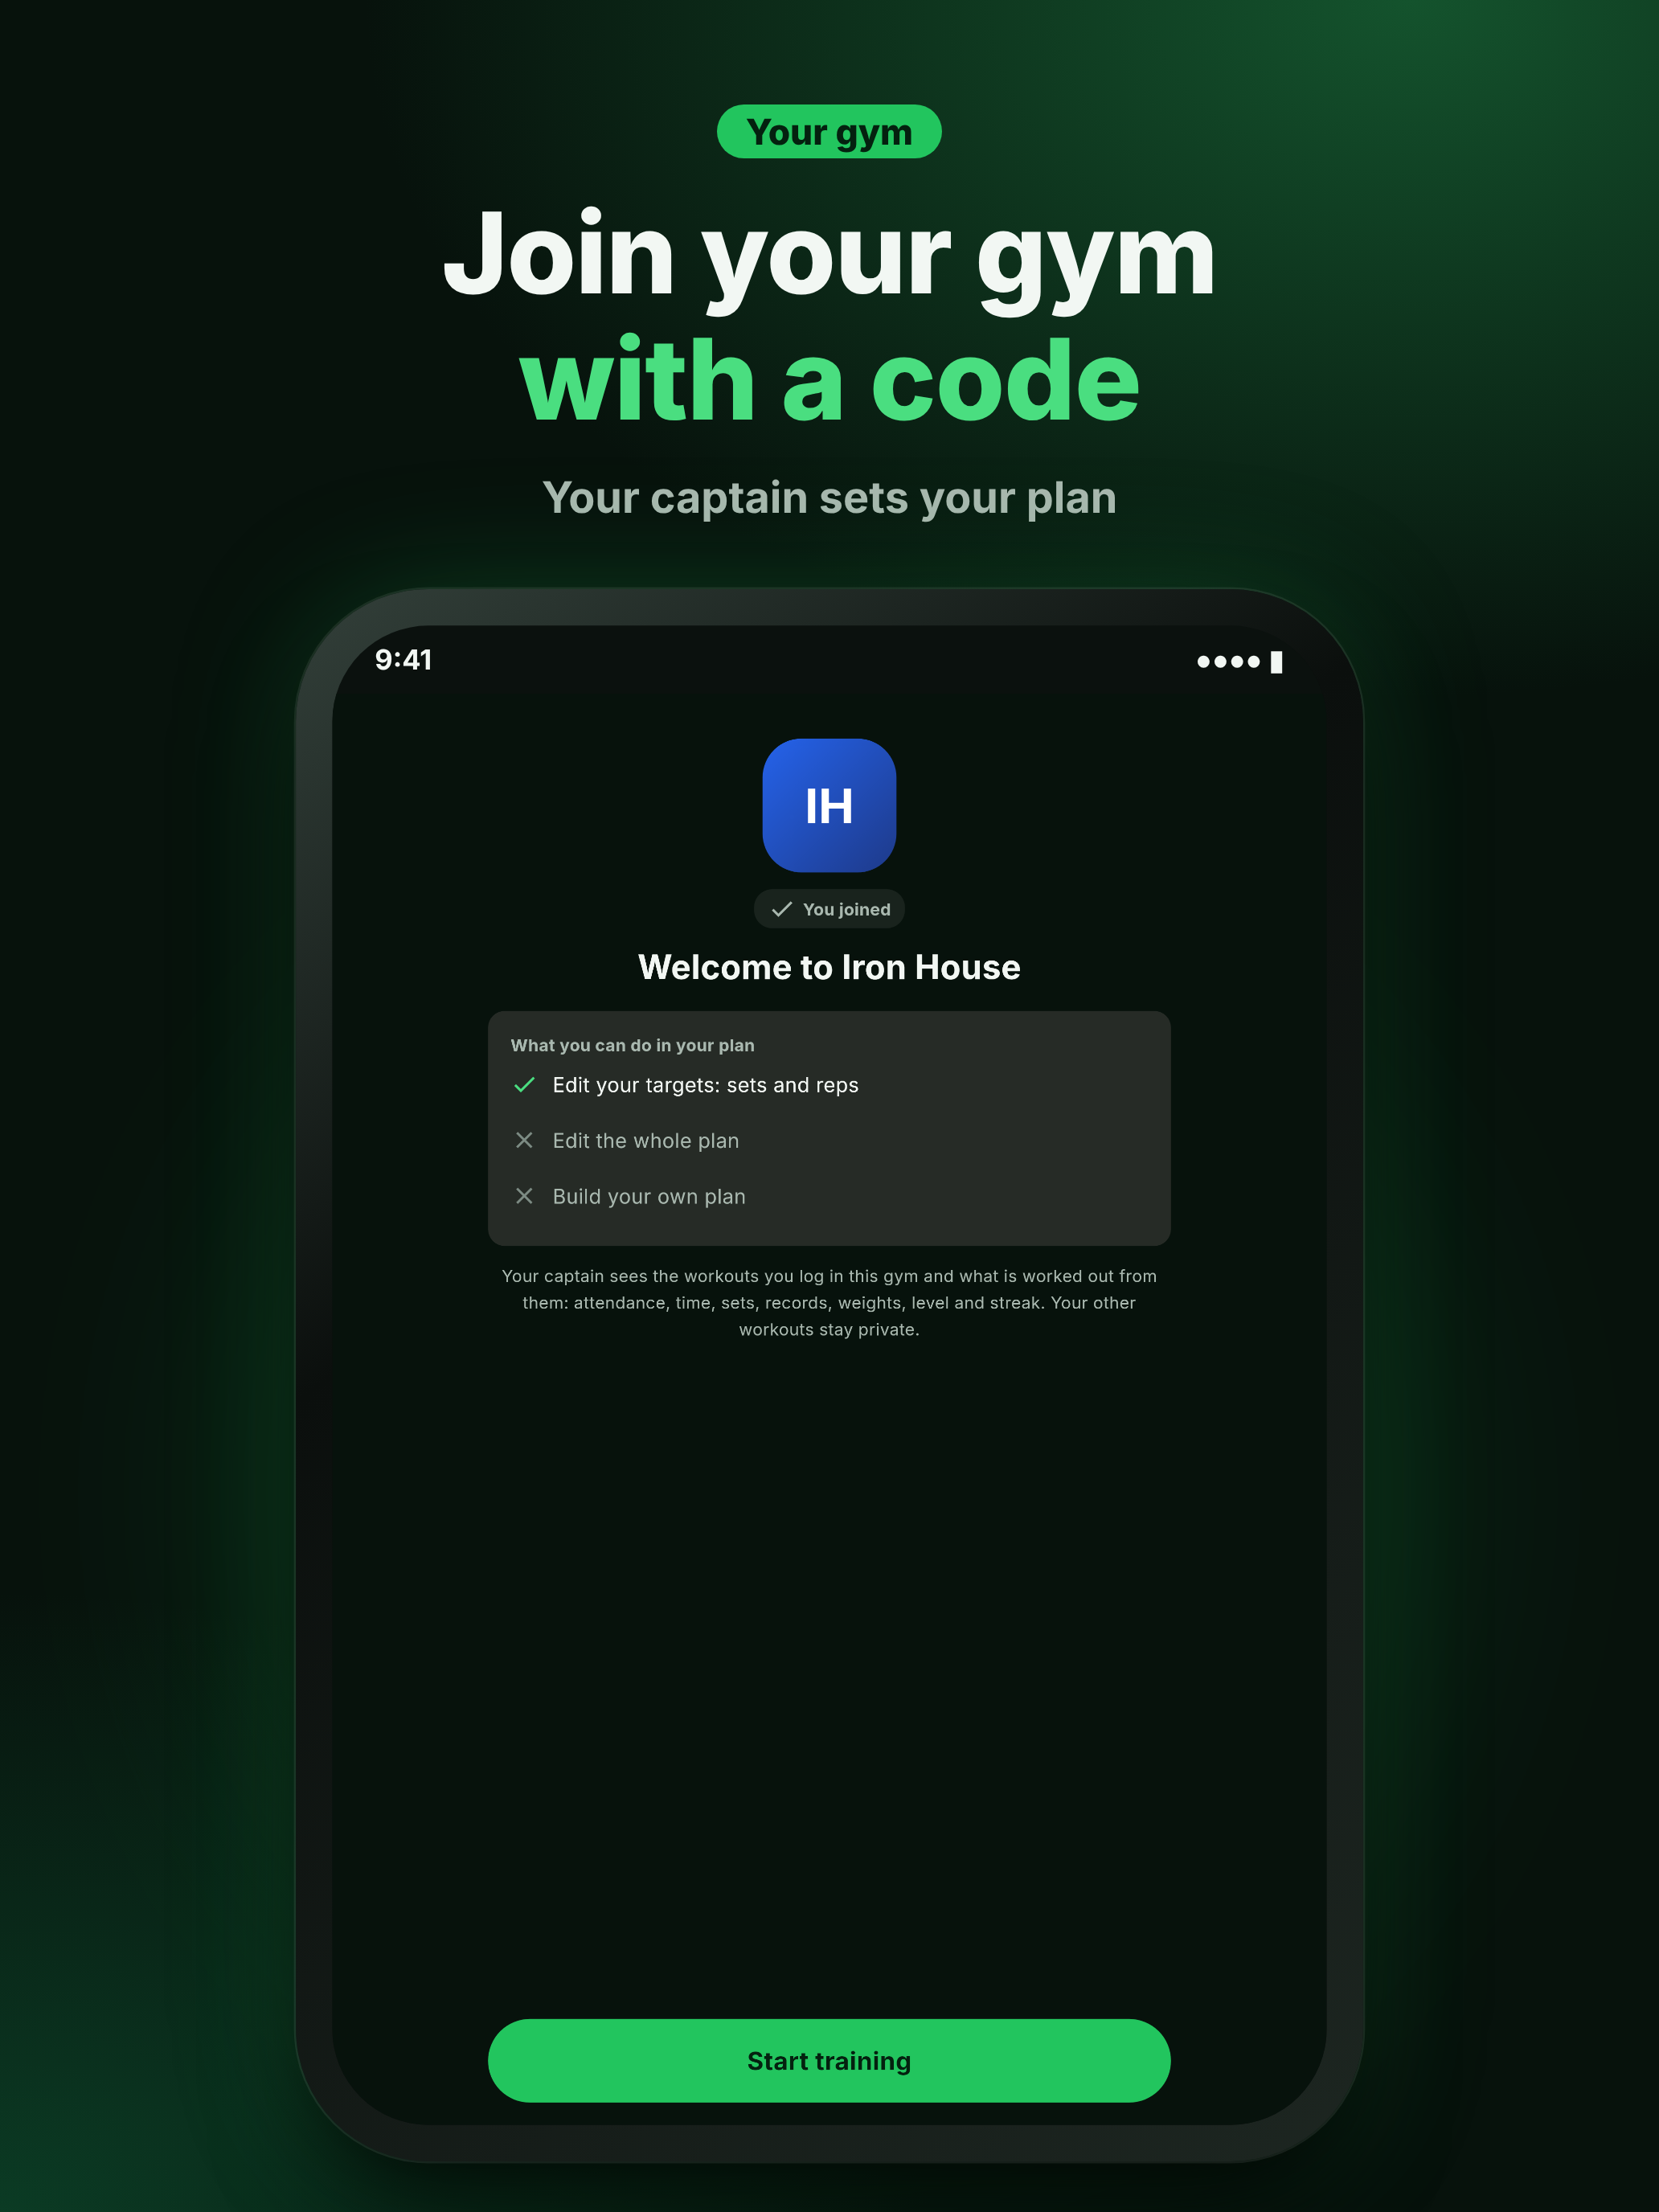 Your gym
Join your gym
with a code
Your captain sets your plan
9:41
IH
You joined
Welcome to Iron House
What you can do in your plan
Edit your targets: sets and reps
Edit the whole plan
Build your own plan
Your captain sees the workouts you log in this gym and what is worked out from
them: attendance, time, sets, records, weights, level and streak. Your other
workouts stay private.
Start training